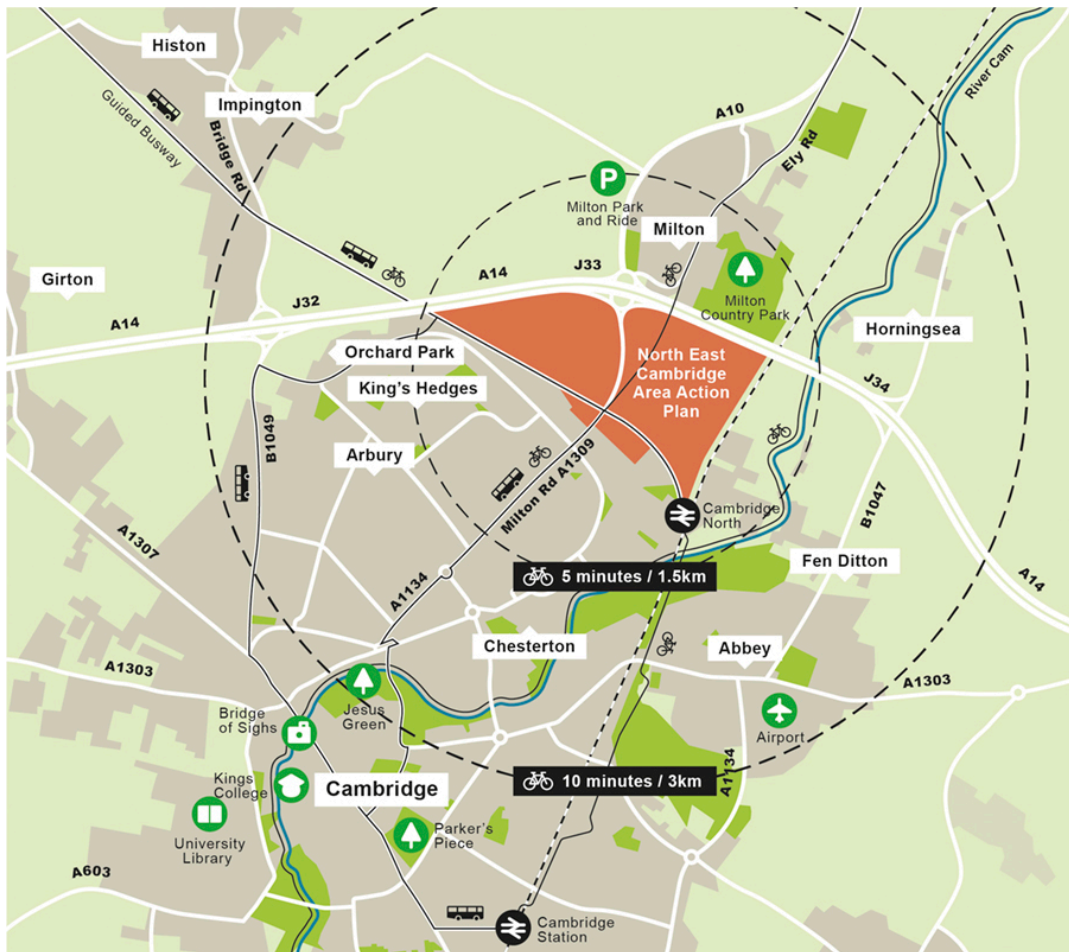 Histon
Impington
Guided Busway
Bridge Rd
A10
Ely Rd
River Cam
P
Milton Park
and Ride
Milton
Girton
A14
J32
A14
J33
Milton
Country Park
Horningsea
Orchard Park
King's Hedges
North East
Cambridge
Area Action
Plan
J34
B1049
Arbury
Milton Rd A1309
B1047
A1307
Cambridge
North
Fen Ditton
5 minutes / 1.5km
A14
A1134
Chesterton
Abbey
A1303
A1303
Bridge
of Sighs
Jesus
Green
Airport
Kings
College
Cambridge
10 minutes / 3km
A1134
University
Library
Parker's
Piece
A603
Cambridge
Station